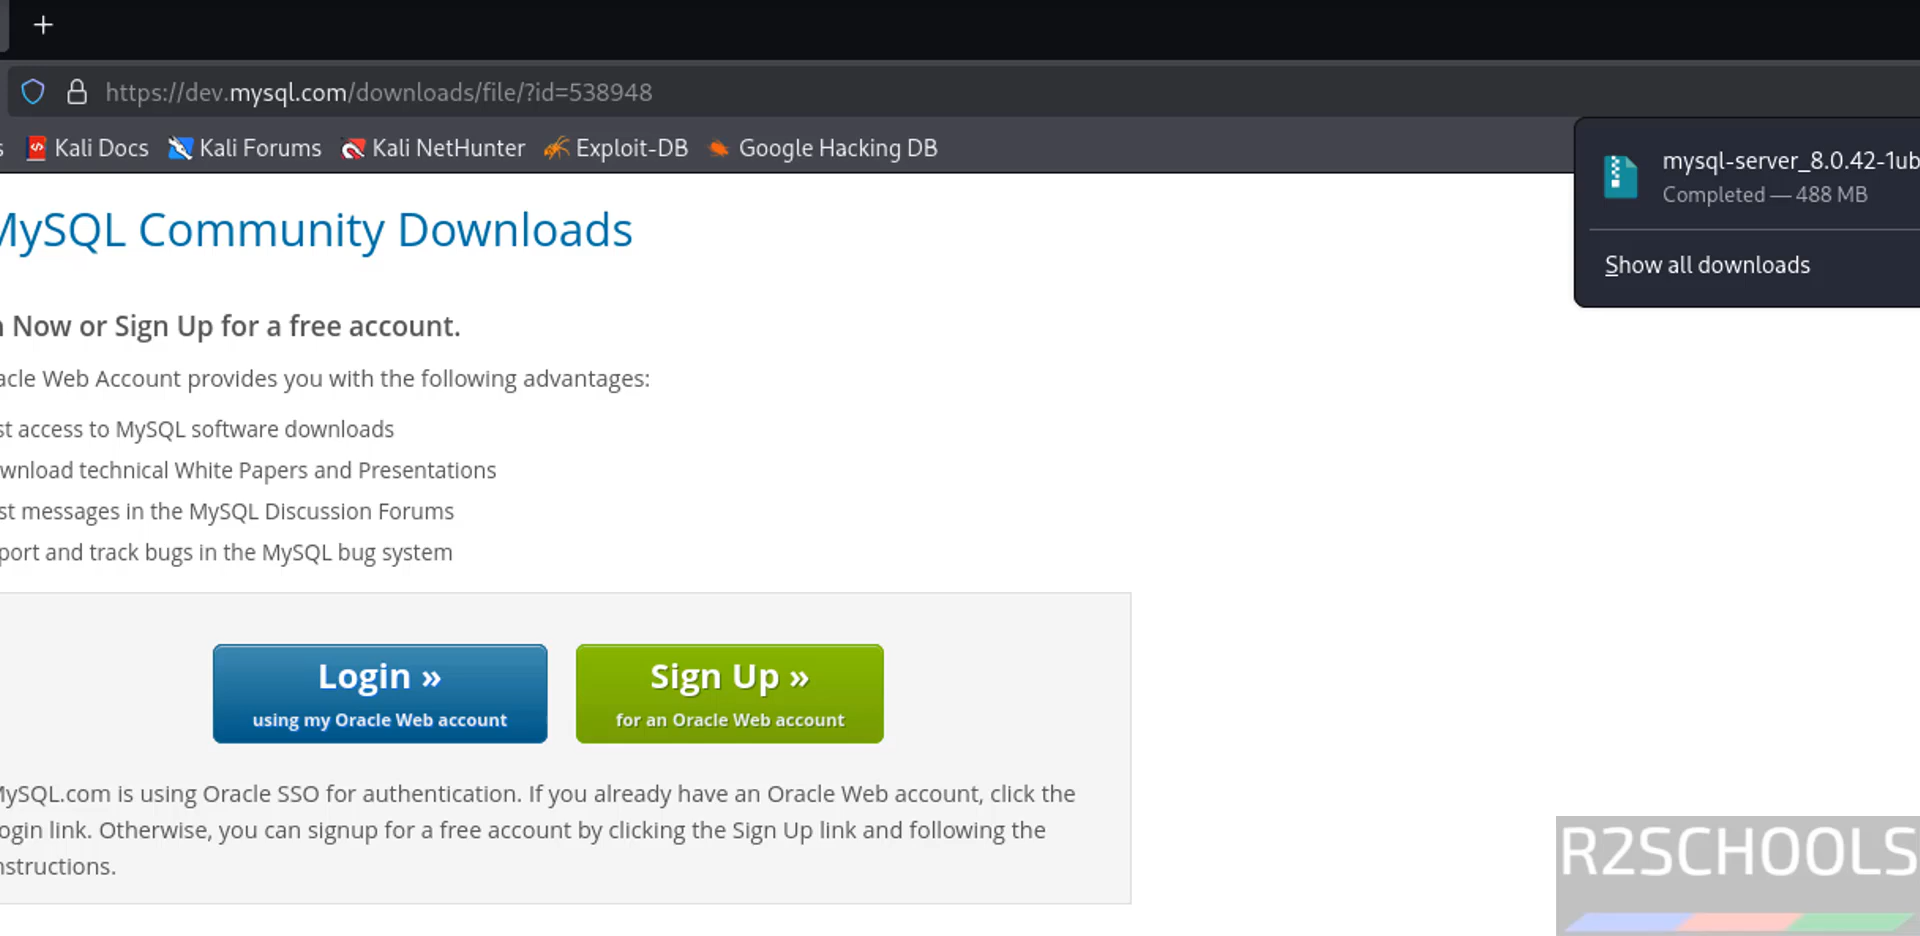 +
https://dev.mysql.com/downloads/file/?id=538948
s Kali Docs Kali Forums Kali NetHunter Exploit-DB Google Hacking DB
mysql-server_8.0.42-1ub
Completed — 488 MB
Show all downloads
MySQL Community Downloads
n Now or Sign Up for a free account.
acle Web Account provides you with the following advantages:
st access to MySQL software downloads
wnload technical White Papers and Presentations
st messages in the MySQL Discussion Forums
port and track bugs in the MySQL bug system
Login »
using my Oracle Web account
Sign Up »
for an Oracle Web account
MySQL.com is using Oracle SSO for authentication. If you already have an Oracle Web account, click the
ogin link. Otherwise, you can signup for a free account by clicking the Sign Up link and following the
nstructions.
R2SCHOOLS